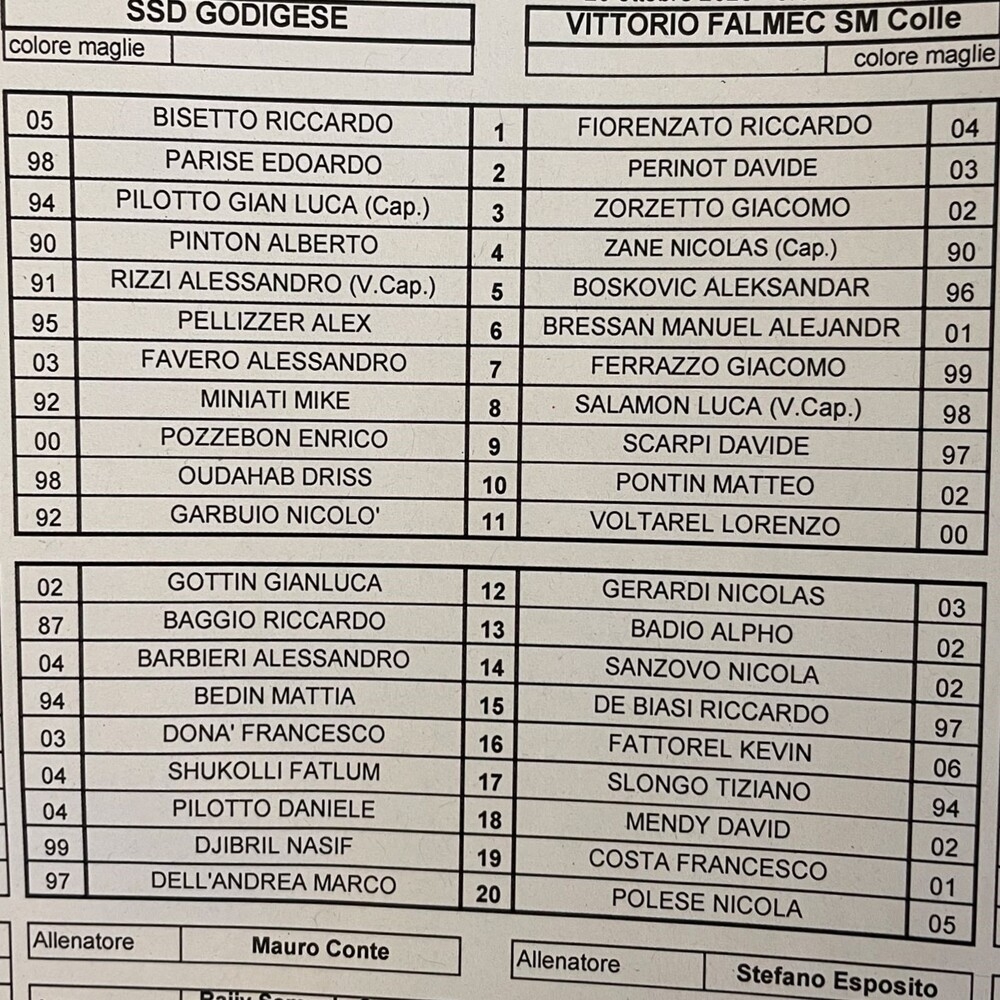 SSD GODIGESE
VITTORIO FALMEC SM Colle
colore maglie
colore maglie
05 BISETTO RICCARDO 1 FIORENZATO RICCARDO 04
98 PARISE EDOARDO 2 PERINOT DAVIDE 03
94 PILOTTO GIAN LUCA (Cap.) 3 ZORZETTO GIACOMO 02
90 PINTON ALBERTO 4 ZANE NICOLAS (Cap.) 90
91 RIZZI ALESSANDRO (V.Cap.) 5 BOSKOVIC ALEKSANDAR 96
95 PELLIZZER ALEX 6 BRESSAN MANUEL ALEJANDR 01
03 FAVERO ALESSANDRO 7 FERRAZZO GIACOMO 99
92 MINIATI MIKE 8 SALAMON LUCA (V.Cap.) 98
00 POZZEBON ENRICO 9 SCARPI DAVIDE 97
98 OUDAHAB DRISS 10 PONTIN MATTEO 02
92 GARBUIO NICOLO' 11 VOLTAREL LORENZO 00
02 GOTTIN GIANLUCA 12 GERARDI NICOLAS 03
87 BAGGIO RICCARDO 13 BADIO ALPHO 02
04 BARBIERI ALESSANDRO 14 SANZOVO NICOLA 02
94 BEDIN MATTIA 15 DE BIASI RICCARDO 97
03 DONA' FRANCESCO 16 FATTOREL KEVIN 06
04 SHUKOLLI FATLUM 17 SLONGO TIZIANO 94
04 PILOTTO DANIELE 18 MENDY DAVID 02
99 DJIBRIL NASIF 19 COSTA FRANCESCO 01
97 DELL'ANDREA MARCO 20 POLESE NICOLA 05
Allenatore Mauro Conte
Allenatore Stefano Esposito